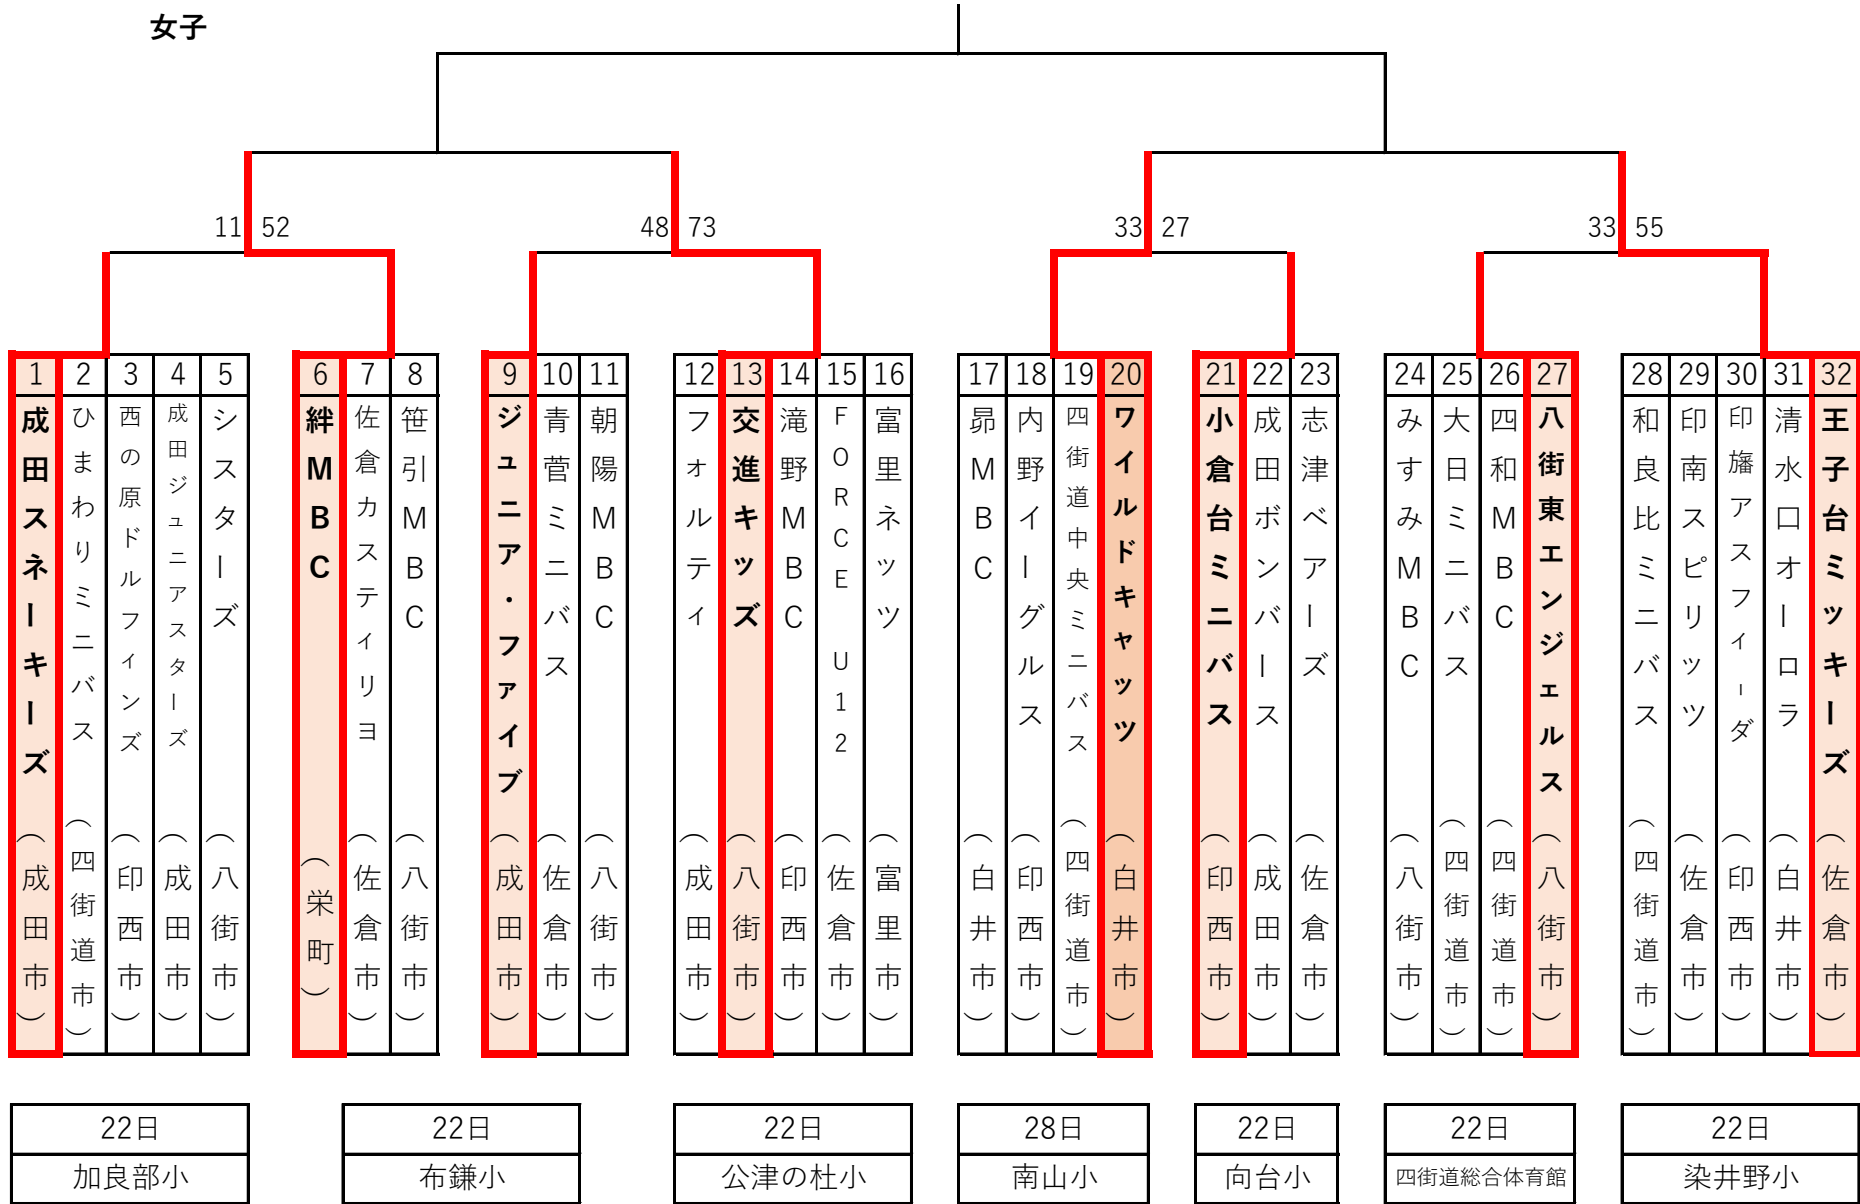 女子
11 52
48 73
33 27
33 55
1 成田スネーキーズ (成田市)
2 ひまわりミニバス (四街道市)
3 西の原ドルフィンズ (印西市)
4 成田ジュニアスターズ (成田市)
5 シスターズ (八街市)
6 絆MBC (栄町)
7 佐倉カスティリヨ (佐倉市)
8 笹引MBC (八街市)
9 ジュニア・ファイブ (成田市)
10 青菅ミニバス (佐倉市)
11 朝陽MBC (八街市)
12 フォルティ (成田市)
13 交進キッズ (八街市)
14 滝野MBC (印西市)
15 FORCE U12 (佐倉市)
16 富里ネッツ (富里市)
17 昴MBC (白井市)
18 内野イーグルス (印西市)
19 四街道中央ミニバス (四街道市)
20 ワイルドキャッツ (白井市)
21 小倉台ミニバス (印西市)
22 成田ボンバース (成田市)
23 志津ベアーズ (佐倉市)
24 みすみMBC (八街市)
25 大日ミニバス (四街道市)
26 四和MBC (四街道市)
27 八街東エンジェルス (八街市)
28 和良比ミニバス (四街道市)
29 印南スピリッツ (佐倉市)
30 印旛アスフィーダ (印西市)
31 清水口オーロラ (白井市)
32 王子台ミッキーズ (佐倉市)
22日
加良部小
22日
布鎌小
22日
公津の杜小
28日
南山小
22日
向台小
22日
四街道総合体育館
22日
染井野小